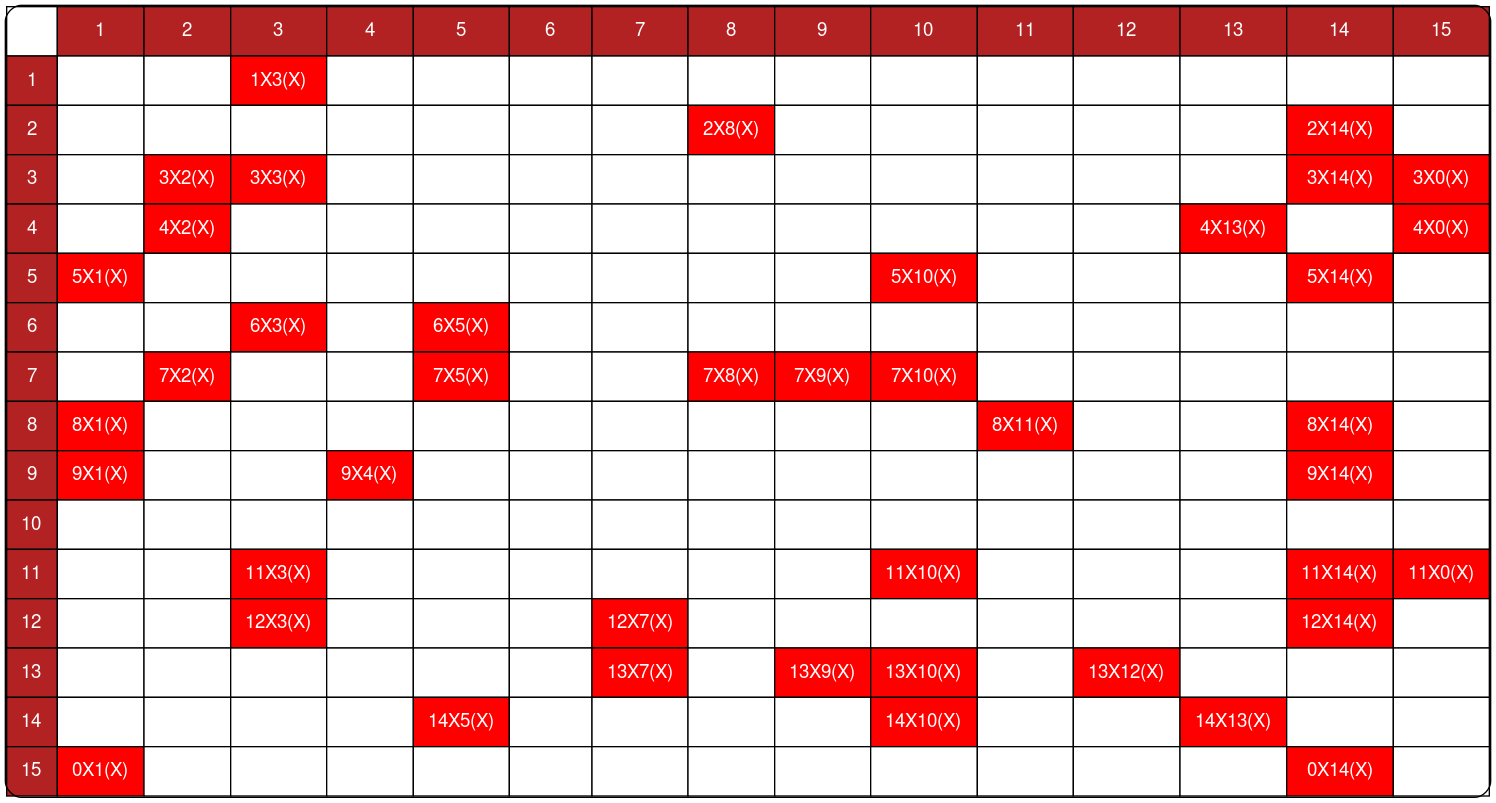 1 2 3 4 5 6 7 8 9 10 11 12 13 14 15
1 1X3(X)
2 2X8(X) 2X14(X)
3 3X2(X) 3X3(X) 3X14(X) 3X0(X)
4 4X2(X) 4X13(X) 4X0(X)
5 5X1(X) 5X10(X) 5X14(X)
6 6X3(X) 6X5(X)
7 7X2(X) 7X5(X) 7X8(X) 7X9(X) 7X10(X)
8 8X1(X) 8X11(X) 8X14(X)
9 9X1(X) 9X4(X) 9X14(X)
10
11 11X3(X) 11X10(X) 11X14(X) 11X0(X)
12 12X3(X) 12X7(X) 12X14(X)
13 13X7(X) 13X9(X) 13X10(X) 13X12(X)
14 14X5(X) 14X10(X) 14X13(X)
15 0X1(X) 0X14(X)